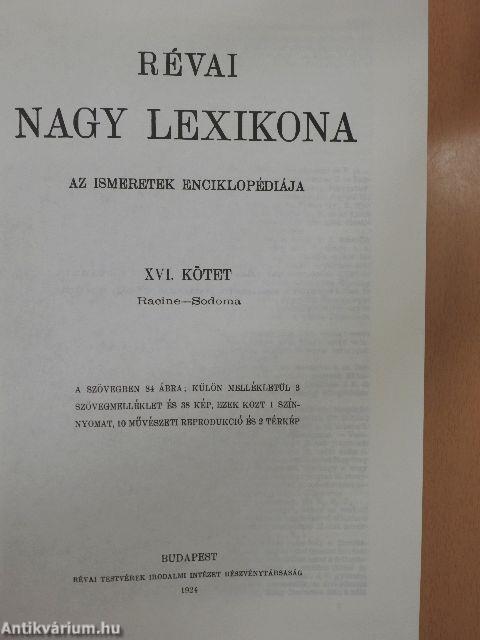 RÉVAI
NAGY LEXIKONA
AZ ISMERETEK ENCIKLOPÉDIÁJA
XVI. KÖTET
Racine—Sodoma
A SZÖVEGBEN 84 ÁBRA; KÜLÖN MELLÉKLETÜL 3
SZÖVEGMELLÉKLET ÉS 38 KÉP, EZEK KÖZT 1 SZÍN-
NYOMAT, 10 MŰVÉSZETI REPRODUKCIÓ ÉS 2 TÉRKÉP
BUDAPEST
RÉVAI TESTVÉREK IRODALMI INTÉZET RÉSZVÉNYTÁRSASÁG
1924
Antikvárium.hu